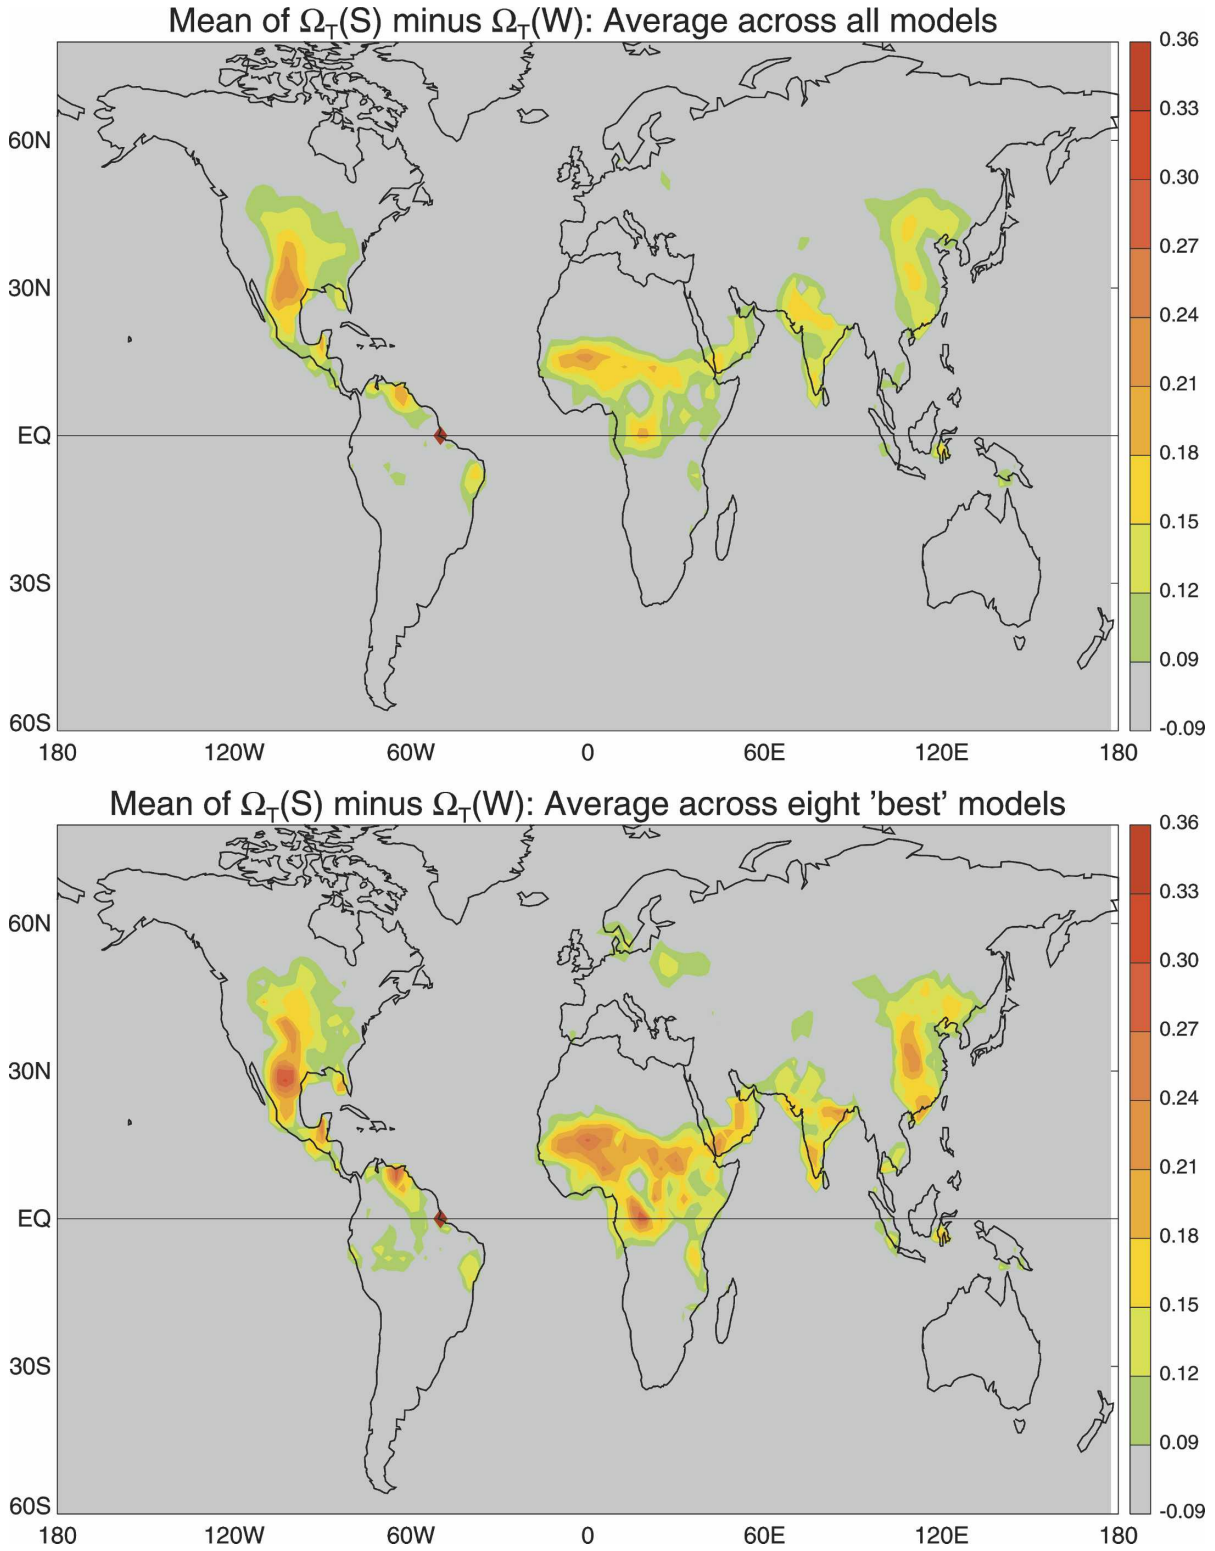 Mean of Ω_T(S) minus Ω_T(W): Average across all models
0.36
0.33
0.30
0.27
0.24
0.21
0.18
0.15
0.12
0.09
-0.09
60N
30N
EQ
30S
60S
180 120W 60W 0 60E 120E 180
Mean of Ω_T(S) minus Ω_T(W): Average across eight 'best' models
0.36
0.33
0.30
0.27
0.24
0.21
0.18
0.15
0.12
0.09
-0.09
60N
30N
EQ
30S
60S
180 120W 60W 0 60E 120E 180